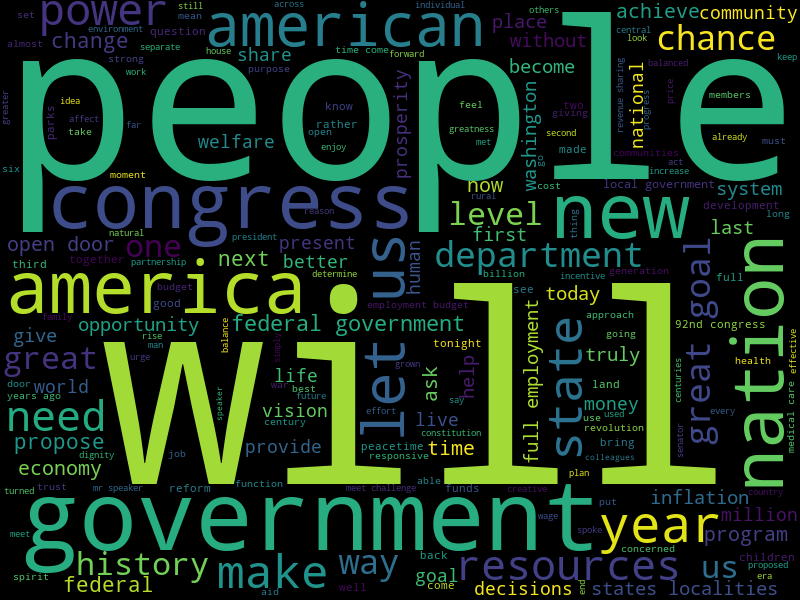 power
american
set
still
mean
across
individual
others
central
look
achieve
community
almost
environment
question
house
forward
place
change
strong
separate
share
time come
without
chance
keep
work
purpose
become
people
greater
idea
affect
take
parks
far
know
rather
open
enjoy
prosperity
feel
greatness
met
washington
two
giving
second
go
made
national
revenue sharing
progress
balanced
price
members
already
must
welfare
communities
act
increase
six
moment
cost
rural
local government
system
development
long
congress
now
level
new
first
thing
last
natural
reason
president
open door
one
next
present
us
human
department
third
together
partnership
better
determine
billion
incentive
generation
full
america
budget
good
employment budget
see
today
great goal
nation
family
opportunity
federal government
approach
going
92nd congress
give
rise
man
balance
tonight
full employment
state
truly
health
effective
great
urge
simply
let
grown
help
ask
world
door
life
best
war
land
years ago
speaker
future
vision
century
effort
say
money
use
used
revolution
centuries
every
medical care
need
propose
provide
live
constitution
time
peacetime
responsive
bring
colleagues
senator
dignity
economy
job
will
turned
trust
mr speaker
reform
function
meet challenge
able
funds
creative
plan
decisions
put
inflation
country
million
government
year
program
meet
wage
spoke
concerned
children
history
make
way
back
goal
come
resources
us
proposed
era
spirit
federal
aid
well
end
states localities